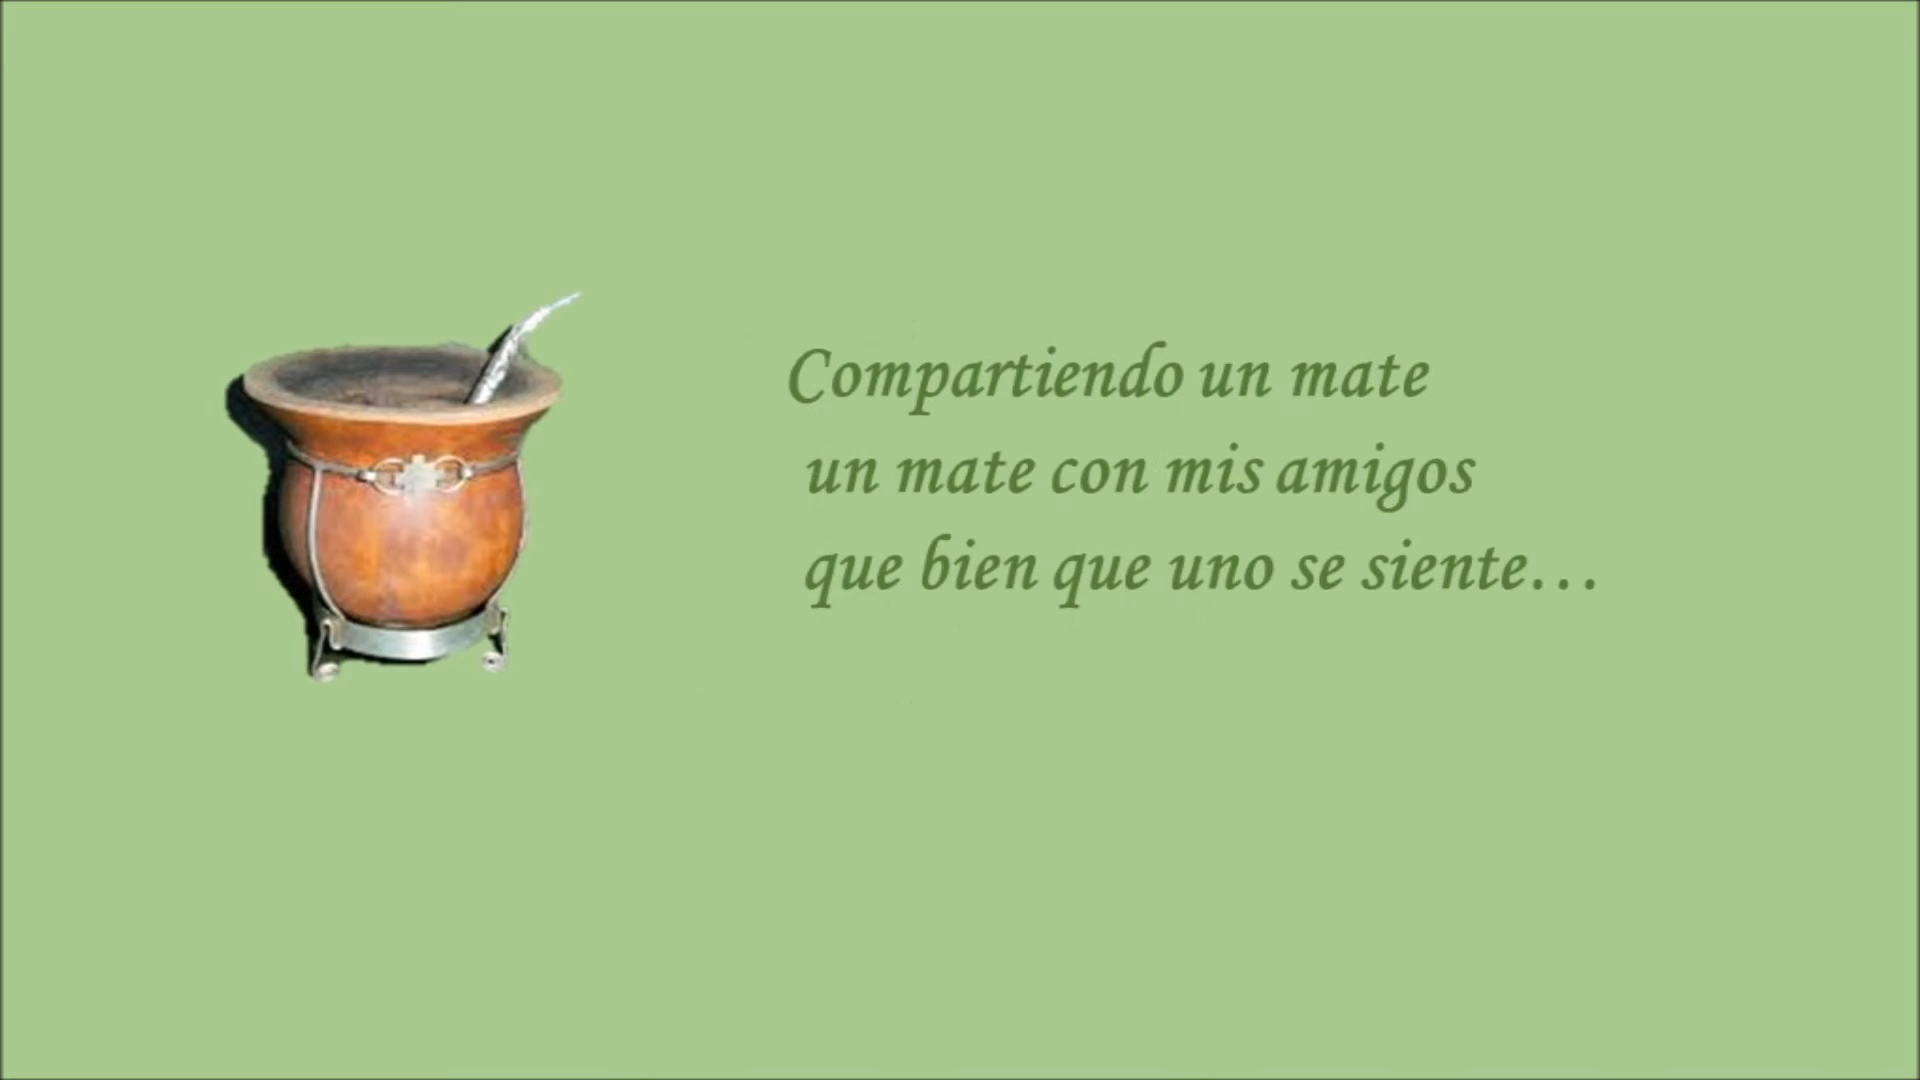 Compartiendo un mate
un mate con mis amigos
que bien que uno se siente...